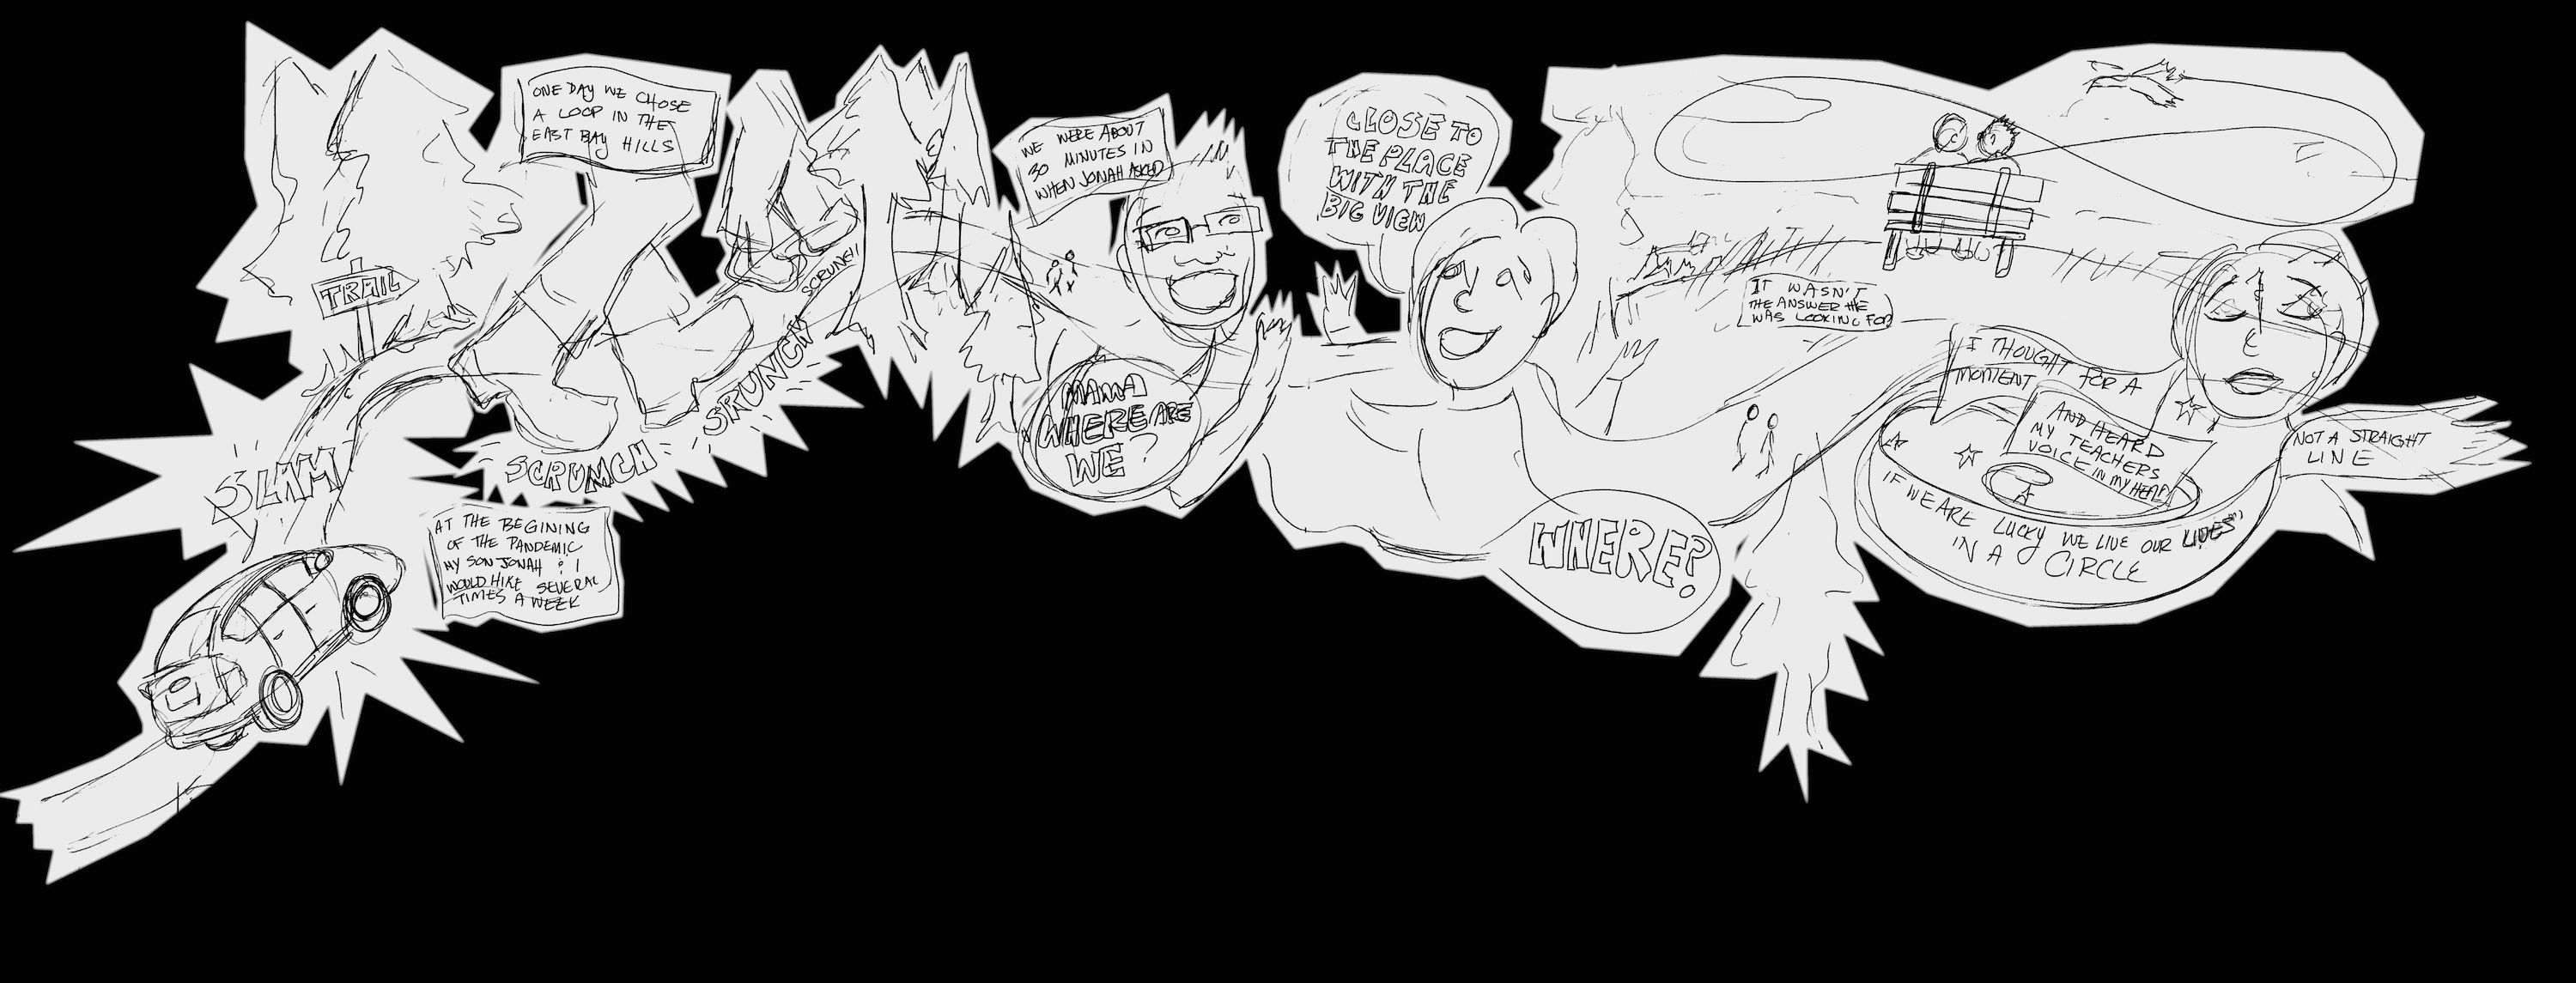 SLAM
AT THE BEGINING
OF THE PANDEMIC
MY SON JONAH & I
WOULD HIKE SEVERAL
TIMES A WEEK
TRAIL
ONE DAY WE CHOSE
A LOOP IN THE
EAST BAY HILLS
SCRUNCH
SRUNCH
SCRUNCH
WE WERE ABOUT
30 MINUTES IN
WHEN JONAH ASKED
MAMA
WHERE ARE
WE?
CLOSE TO
THE PLACE
WITH THE
BIG VIEW
WHERE?
IT WASN'T
THE ANSWER HE
WAS LOOKING FOR
I THOUGHT FOR A
MOMENT
AND HEARD
MY TEACHERS
VOICE IN MY HEAD
IF WE ARE LUCKY WE LIVE OUR LIVES
IN A CIRCLE
NOT A STRAIGHT
LINE